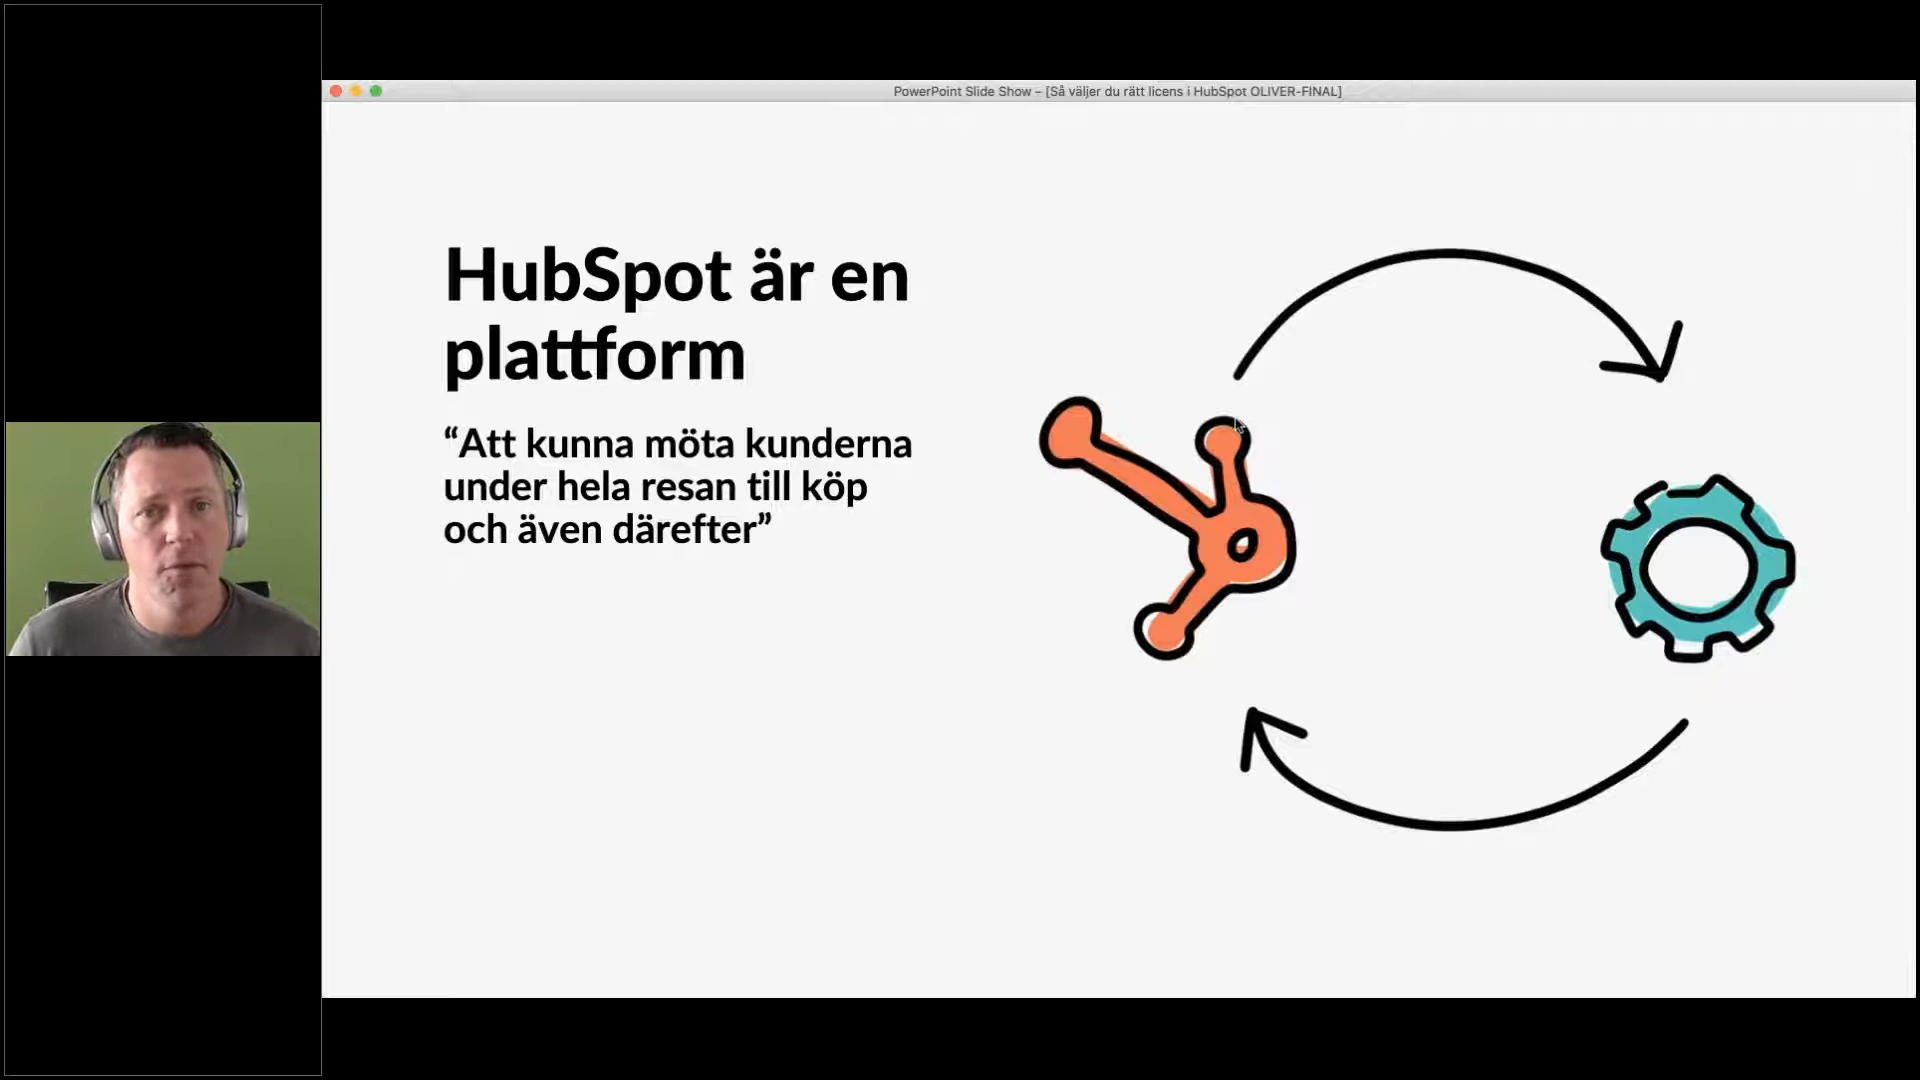 PowerPoint Slide Show – [Så väljer du rätt licens i HubSpot OLIVER-FINAL]
HubSpot är en
plattform
“Att kunna möta kunderna
under hela resan till köp
och även därefter”